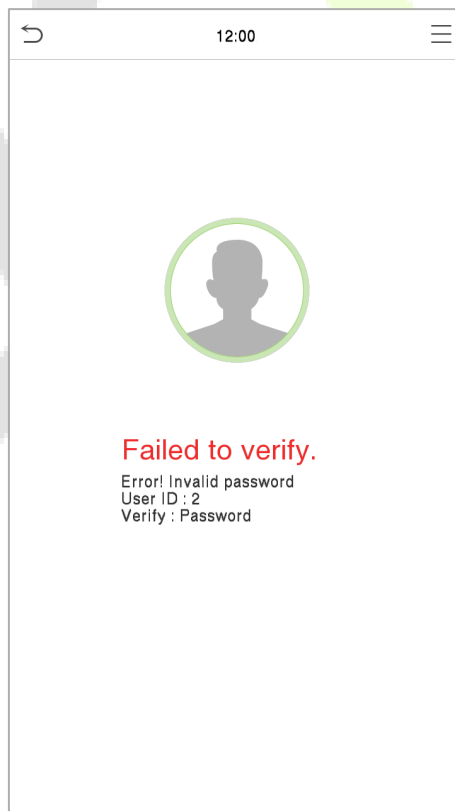 12:00
Failed to verify.
Error! Invalid password
User ID : 2
Verify : Password